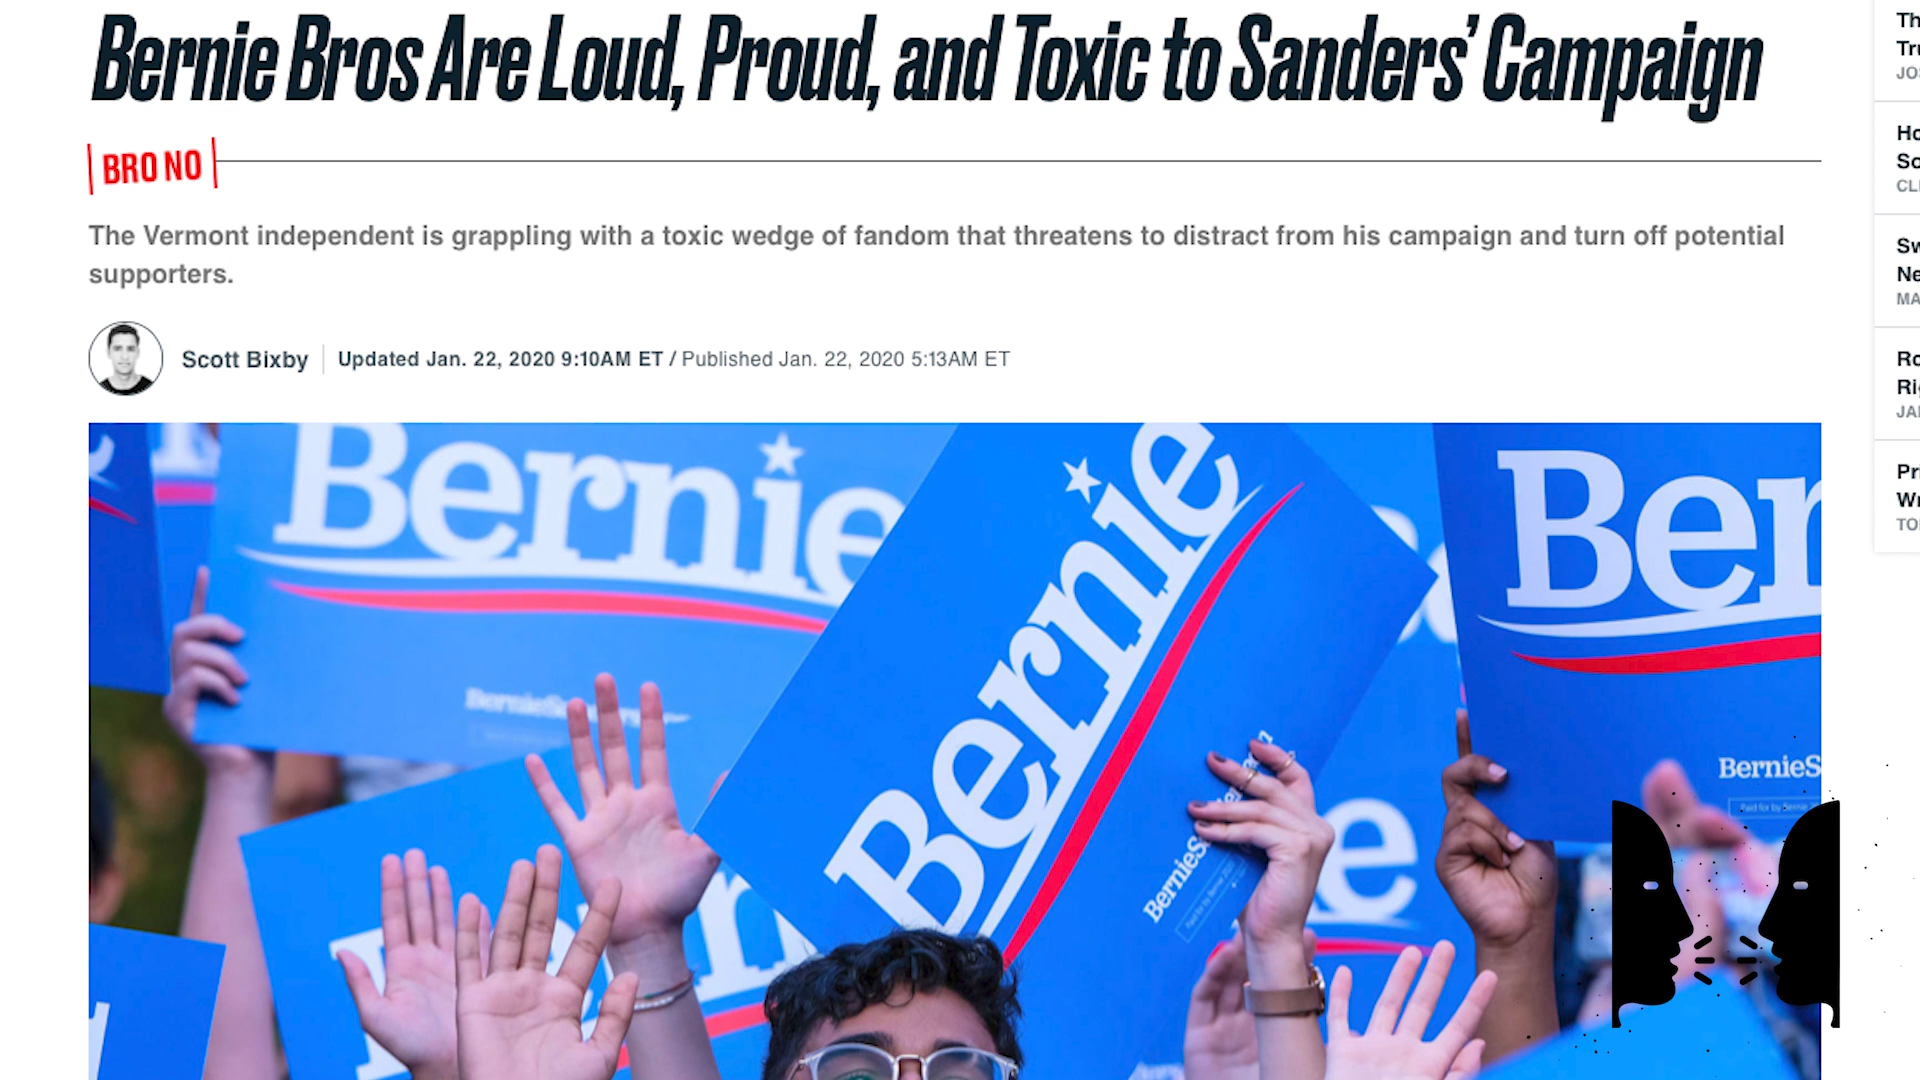 Bernie Bros Are Loud, Proud, and Toxic to Sanders' Campaign
BRO NO
The Vermont independent is grappling with a toxic wedge of fandom that threatens to distract from his campaign and turn off potential
supporters.
Scott Bixby
Updated Jan. 22, 2020 9:10AM ET / Published Jan. 22, 2020 5:13AM ET
Bernie
Bernie
Ber
BernieS